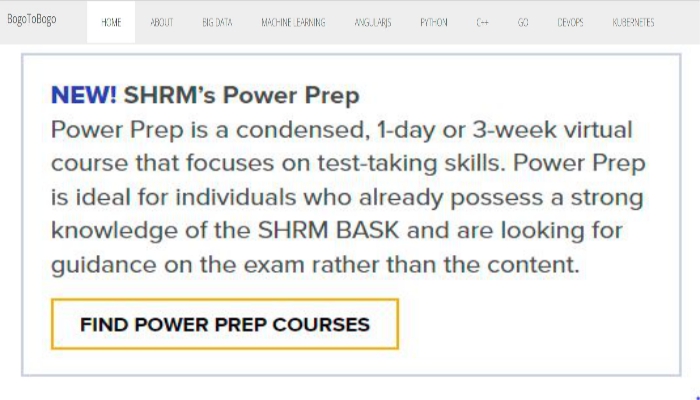 BogoToBogo HOME ABOUT BIG DATA MACHINE LEARNING ANGULARJS PYTHON C++ GO DEVOPS KUBERNETES
NEW! SHRM's Power Prep
Power Prep is a condensed, 1-day or 3-week virtual
course that focuses on test-taking skills. Power Prep
is ideal for individuals who already possess a strong
knowledge of the SHRM BASK and are looking for
guidance on the exam rather than the content.
FIND POWER PREP COURSES